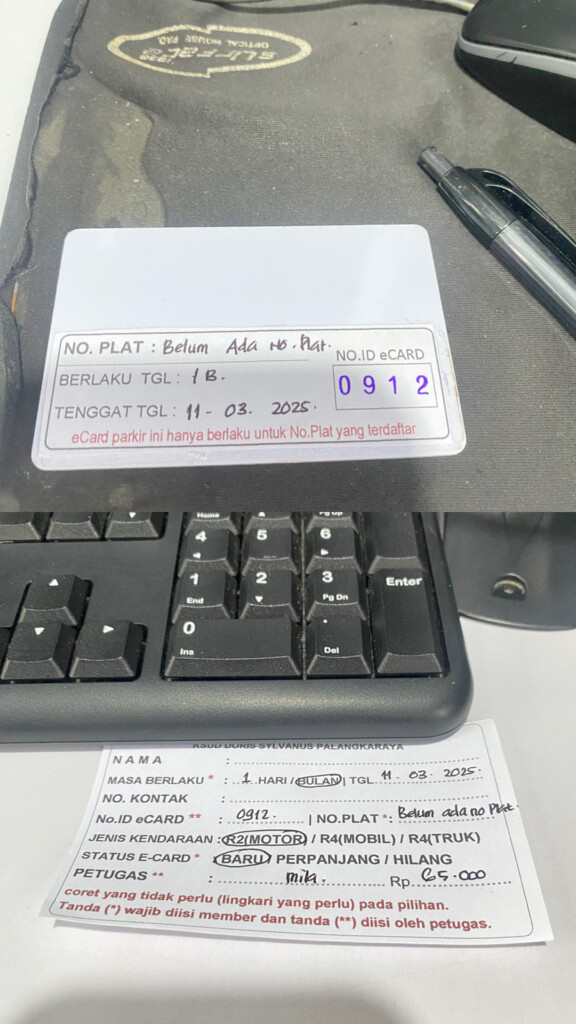 OPTICAL MOUSE PAD
NO. PLAT : Belum Ada No. Plat.
NO.ID eCARD
BERLAKU TGL : 1 B.
0912
TENGGAT TGL : 11 - 03. 2025.
eCard parkir ini hanya berlaku untuk No.Plat yang terdaftar
Home
Pg Up
4
5
6
1
End
2
3
Pg Dn
Enter
0
Ins
.
Del
RSUD DORIS SYLVANUS PALANGKARAYA
NAMA :
MASA BERLAKU * : 1 HARI / BULAN | TGL. 11 - 03 - 2025.
NO. KONTAK :
No.ID eCARD ** : 0912. | NO.PLAT *: Belum ada no Plat.
JENIS KENDARAAN : R2(MOTOR) / R4(MOBIL) / R4(TRUK)
STATUS E-CARD * (BARU) PERPANJANG / HILANG
PETUGAS ** : mila. Rp. 65.000
coret yang tidak perlu (lingkari yang perlu) pada pilihan.
Tanda (*) wajib diisi member dan tanda (**) diisi oleh petugas.